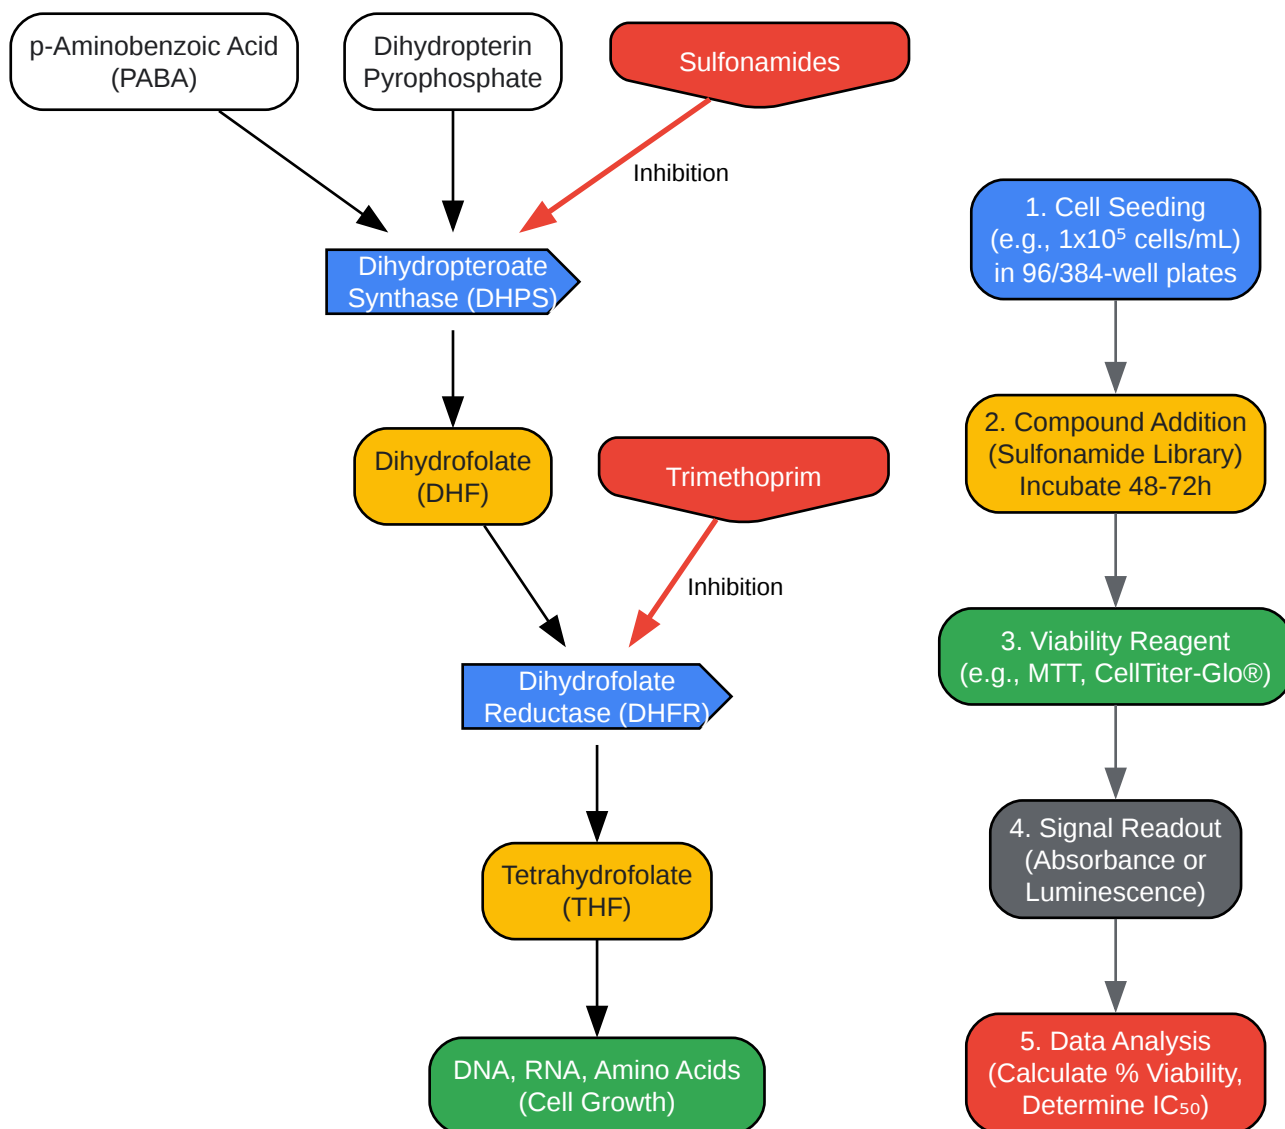 p-Aminobenzoic Acid
(PABA)
Dihydropterin
Pyrophosphate
Sulfonamides
Inhibition
Dihydropteroate
Synthase (DHPS)
Dihydrofolate
(DHF)
Trimethoprim
Inhibition
Dihydrofolate
Reductase (DHFR)
Tetrahydrofolate
(THF)
DNA, RNA, Amino Acids
(Cell Growth)
1. Cell Seeding
(e.g., 1x10⁵ cells/mL)
in 96/384-well plates
2. Compound Addition
(Sulfonamide Library)
Incubate 48-72h
3. Viability Reagent
(e.g., MTT, CellTiter-Glo®)
4. Signal Readout
(Absorbance or
Luminescence)
5. Data Analysis
(Calculate % Viability,
Determine IC₅₀)